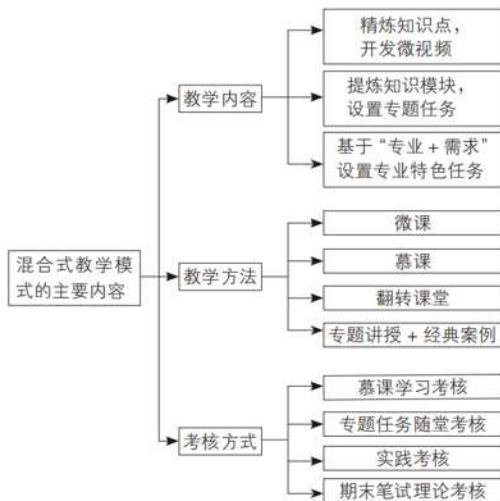 精炼知识点，
开发微视频
教学内容
提炼知识模块，
设置专题任务
基于“专业 + 需求”
设置专业特色任务
混合式教学模
式的主要内容
教学方法
微课
慕课
翻转课堂
专题讲授 + 经典案例
考核方式
慕课学习考核
专题任务随堂考核
实践考核
期末笔试理论考核